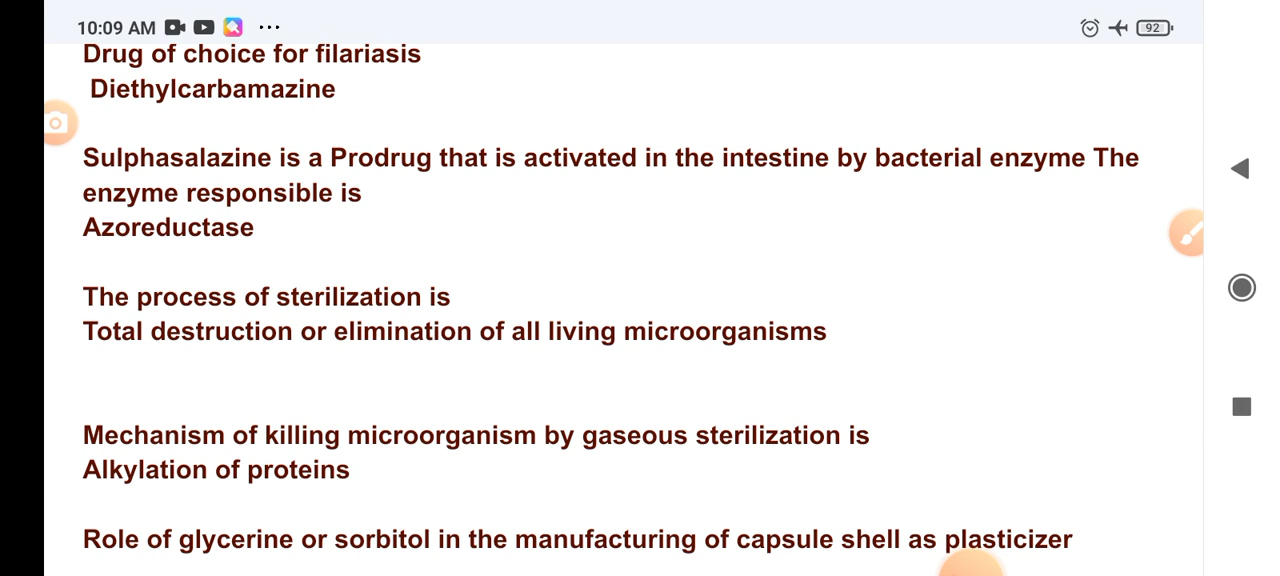 10:09 AM
92
Drug of choice for filariasis
Diethylcarbamazine
Sulphasalazine is a Prodrug that is activated in the intestine by bacterial enzyme The
enzyme responsible is
Azoreductase
The process of sterilization is
Total destruction or elimination of all living microorganisms
Mechanism of killing microorganism by gaseous sterilization is
Alkylation of proteins
Role of glycerine or sorbitol in the manufacturing of capsule shell as plasticizer